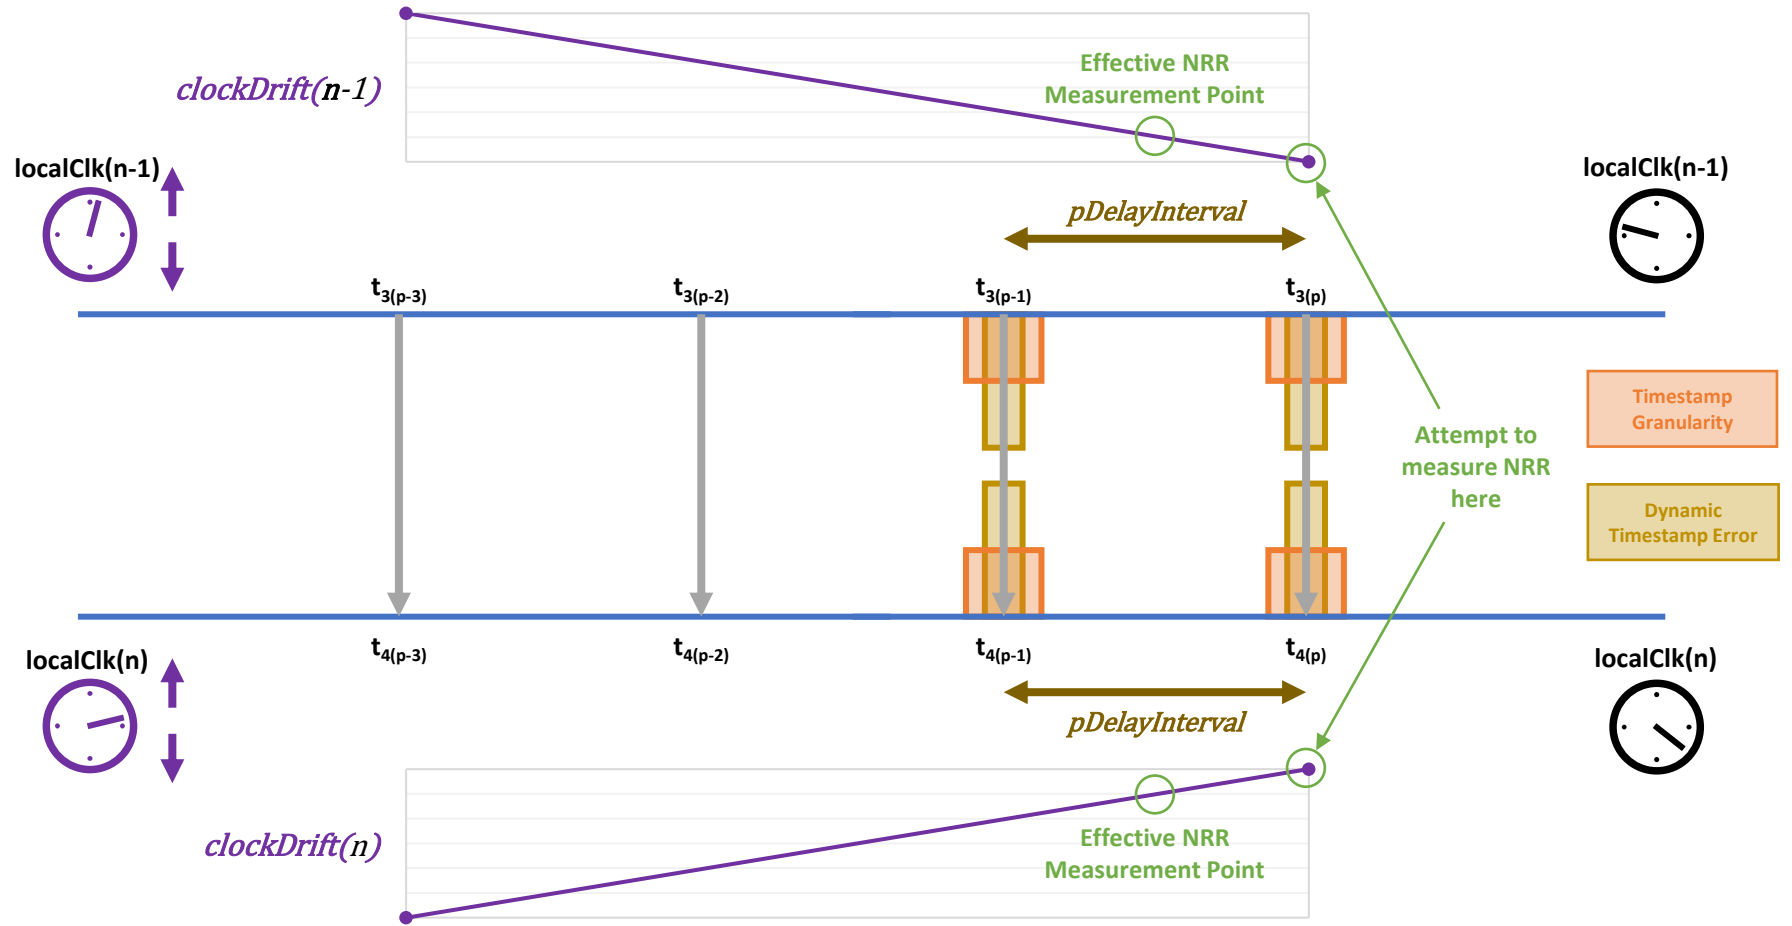 Effective NRR
Measurement Point
clockDrift(n-1)
localClk(n-1)
localClk(n-1)
pDelayInterval
t3(p-3)
t3(p-2)
t3(p-1)
t3(p)
Timestamp
Granularity
Attempt to
measure NRR
here
Dynamic
Timestamp Error
t4(p-3)
t4(p-2)
t4(p-1)
t4(p)
localClk(n)
localClk(n)
pDelayInterval
clockDrift(n)
Effective NRR
Measurement Point